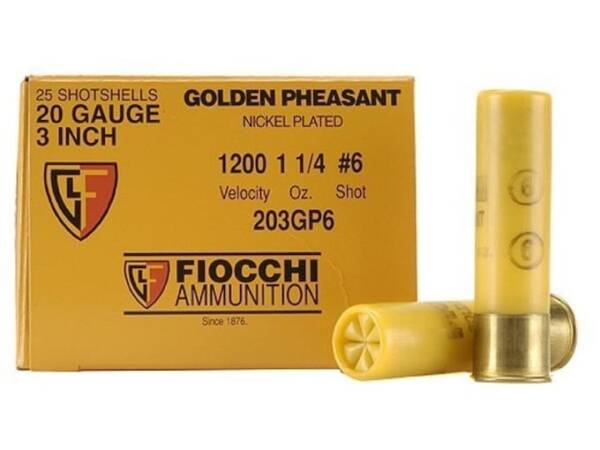 25 SHOTSHELLS
20 GAUGE
3 INCH
GOLDEN PHEASANT
NICKEL PLATED
1200 1 1/4 #6
Velocity Oz. Shot
203GP6
GLF
FIOCCHI
AMMUNITION
Since 1876.
6
6